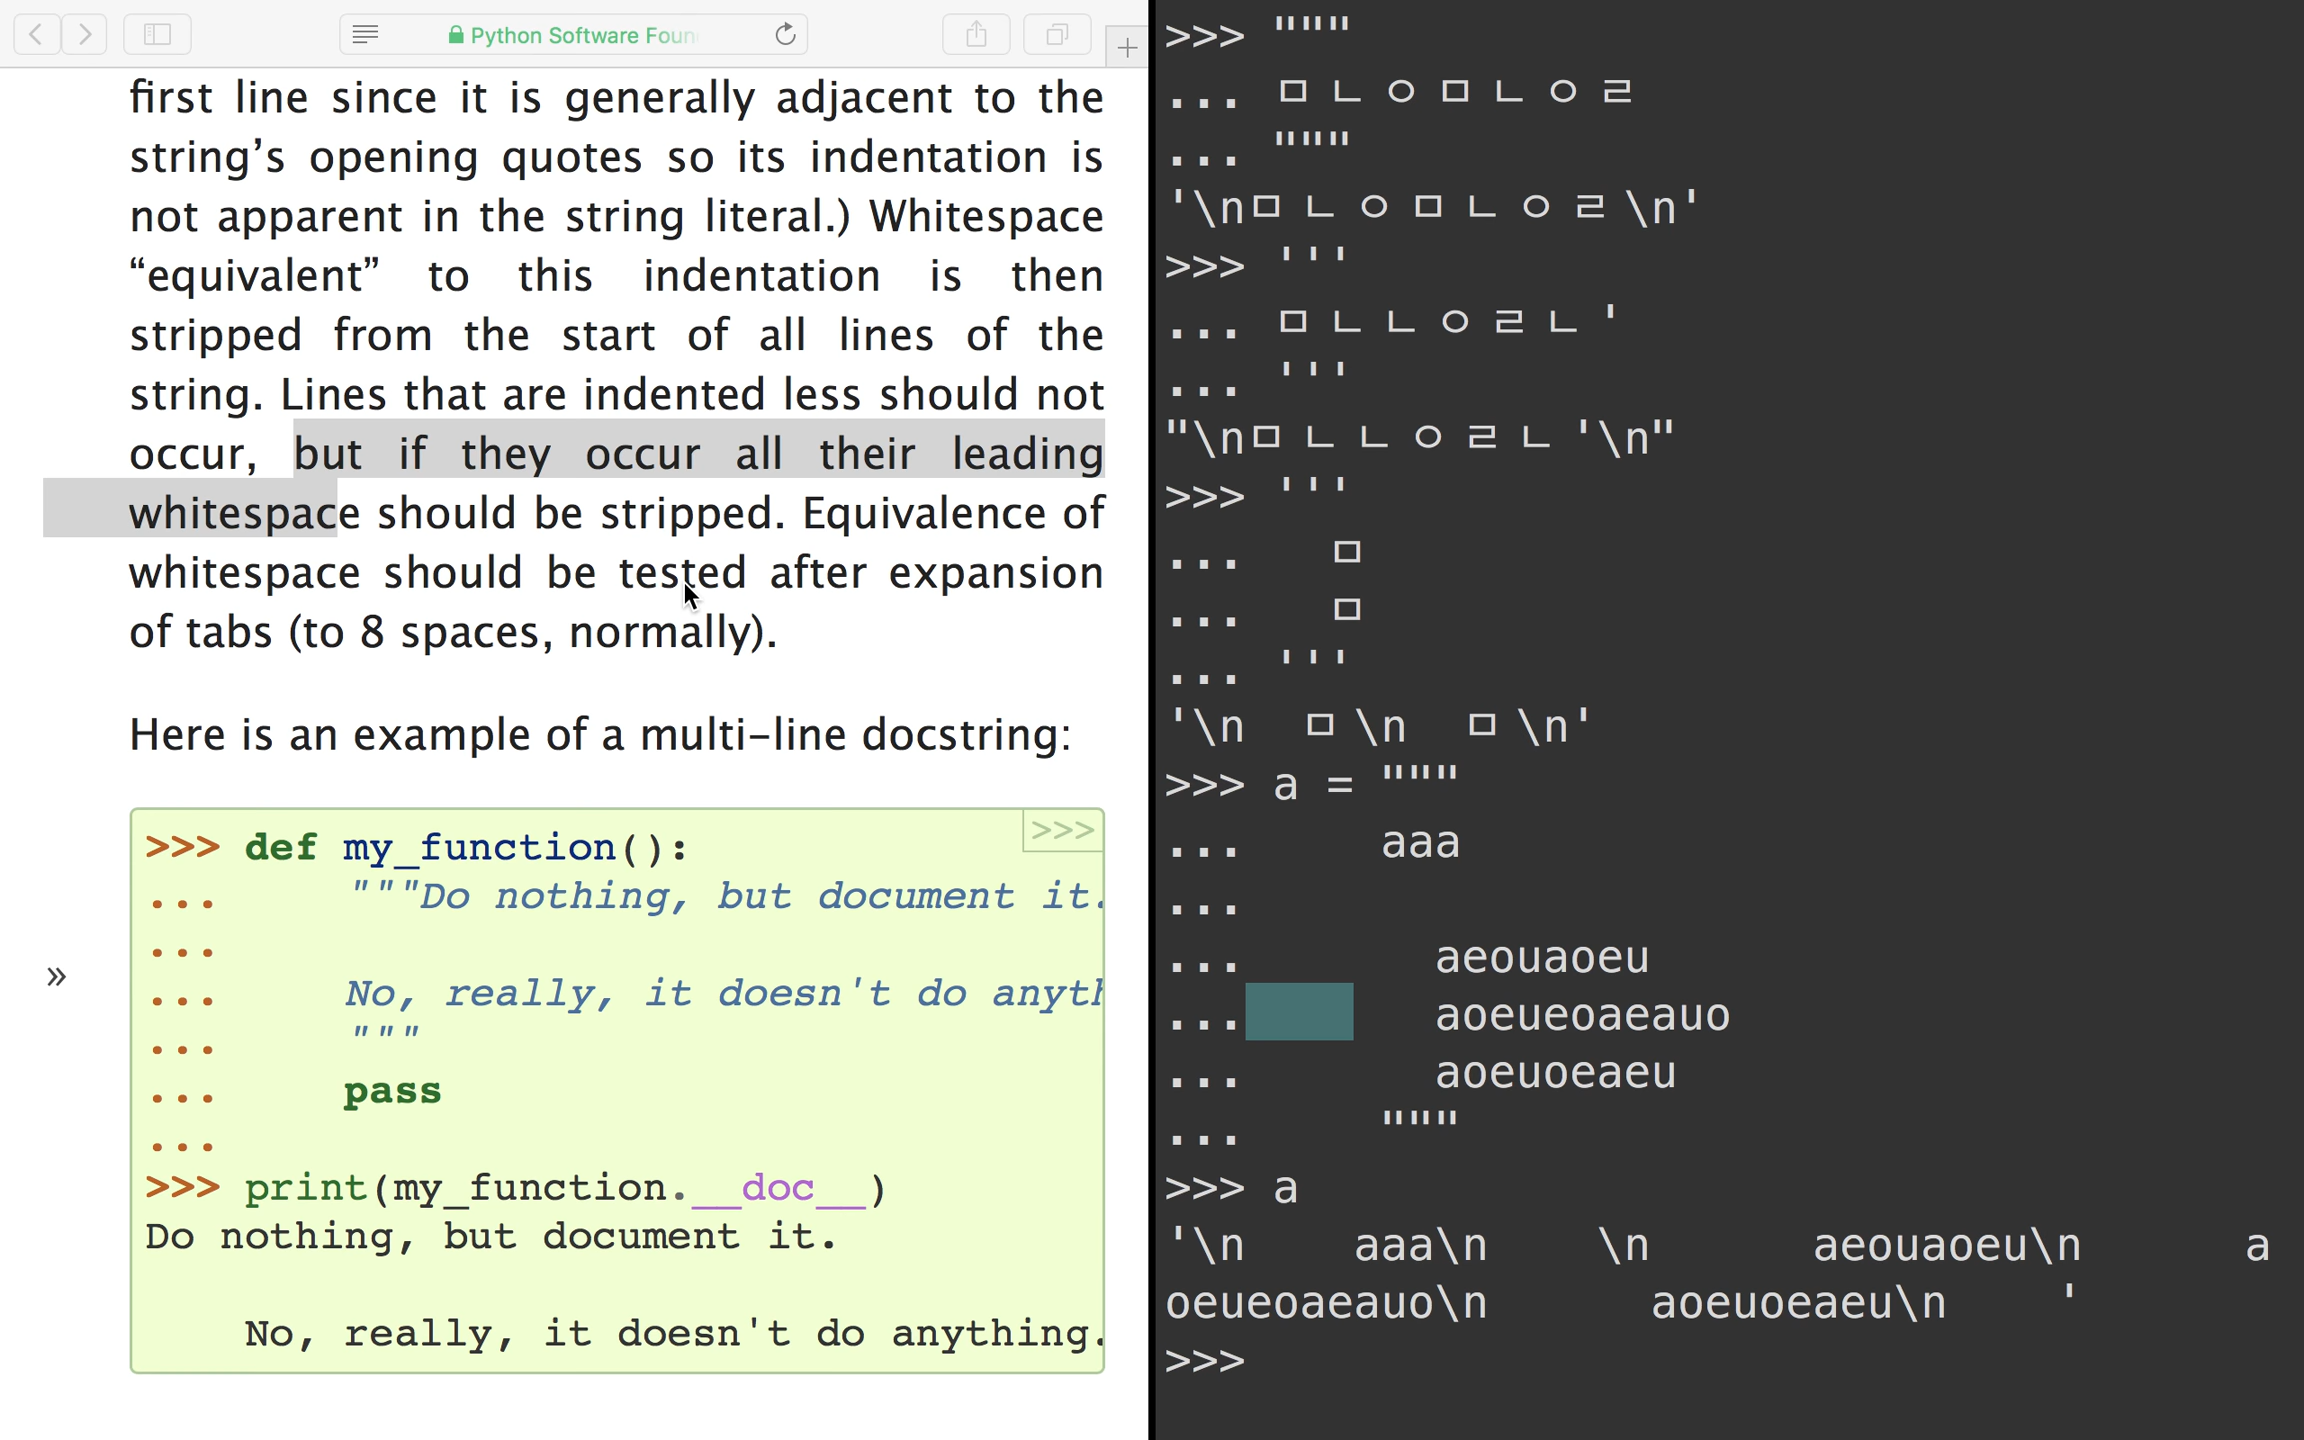 Python Software Foun
first line since it is generally adjacent to the
string’s opening quotes so its indentation is
not apparent in the string literal.) Whitespace
“equivalent” to this indentation is then
stripped from the start of all lines of the
string. Lines that are indented less should not
occur, but if they occur all their leading
whitespace should be stripped. Equivalence of
whitespace should be tested after expansion
of tabs (to 8 spaces, normally).
Here is an example of a multi-line docstring:
>>>
>>> def my_function():
...     """Do nothing, but document it.
...
...     No, really, it doesn't do anyth
...     """
...     pass
...
>>> print(my_function.__doc__)
Do nothing, but document it.
    No, really, it doesn't do anything.
»
>>> """
... ㅁㄴㅇㅁㄴㅇㄹ
... """
'\nㅁㄴㅇㅁㄴㅇㄹ\n'
>>> '''
... ㅁㄴㄴㅇㄹㄴ'
... '''
"\nㅁㄴㄴㅇㄹㄴ'\n"
>>> '''
...   ㅁ
...   ㅁ
... '''
'\n  ㅁ\n  ㅁ\n'
>>> a = """
...     aaa
...
...       aeouaoeu
...       aoeueoaeauo
...       aoeuoeaeu
...     """
>>> a
'\n    aaa\n    \n      aeouaoeu\n      a
oeueoaeauo\n      aoeuoeaeu\n    '
>>>